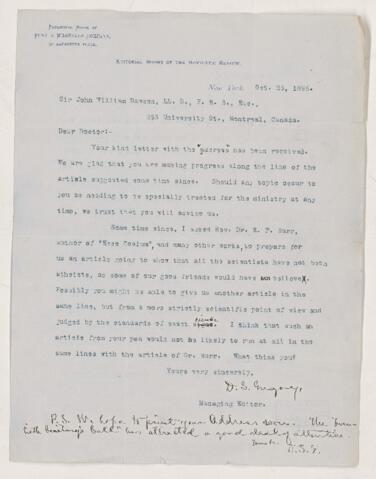 Editorial Rooms of the Homiletic Review.
New York Oct. 23, 1895.
Sir John William Dawson, LL. D., F. R. S., Etc.,
293 University St., Montreal, Canada.
Dear Doctor:-
Your kind letter with the "address" has been received.
We are glad that you are making progress along the line of the
article suggested some time since. Should any topic occur to
you as needing to be specially treated for the ministry at any
time, we trust that you will advise us.
Some time since, I asked Rev. Dr. E. F. Burr,
author of "Ecce Coelum", and many other works, to prepare for
us an article going to show that all the scientists have not been
atheists, as some of our good friends would have us believe.
Possibly you might be able to give us another article in the
same line, but from a more strictly scientific point of view and
judged by the standards of exact science. I think that such an
article from your pen would not be likely to run at all in the
same lines with the article of Dr. Burr. What think you?
Yours very sincerely,
D. S. Gregory,
Managing Editor.
P.S. We hope to print your Address soon. The
has attracted a good deal of attention.
D.S.G.